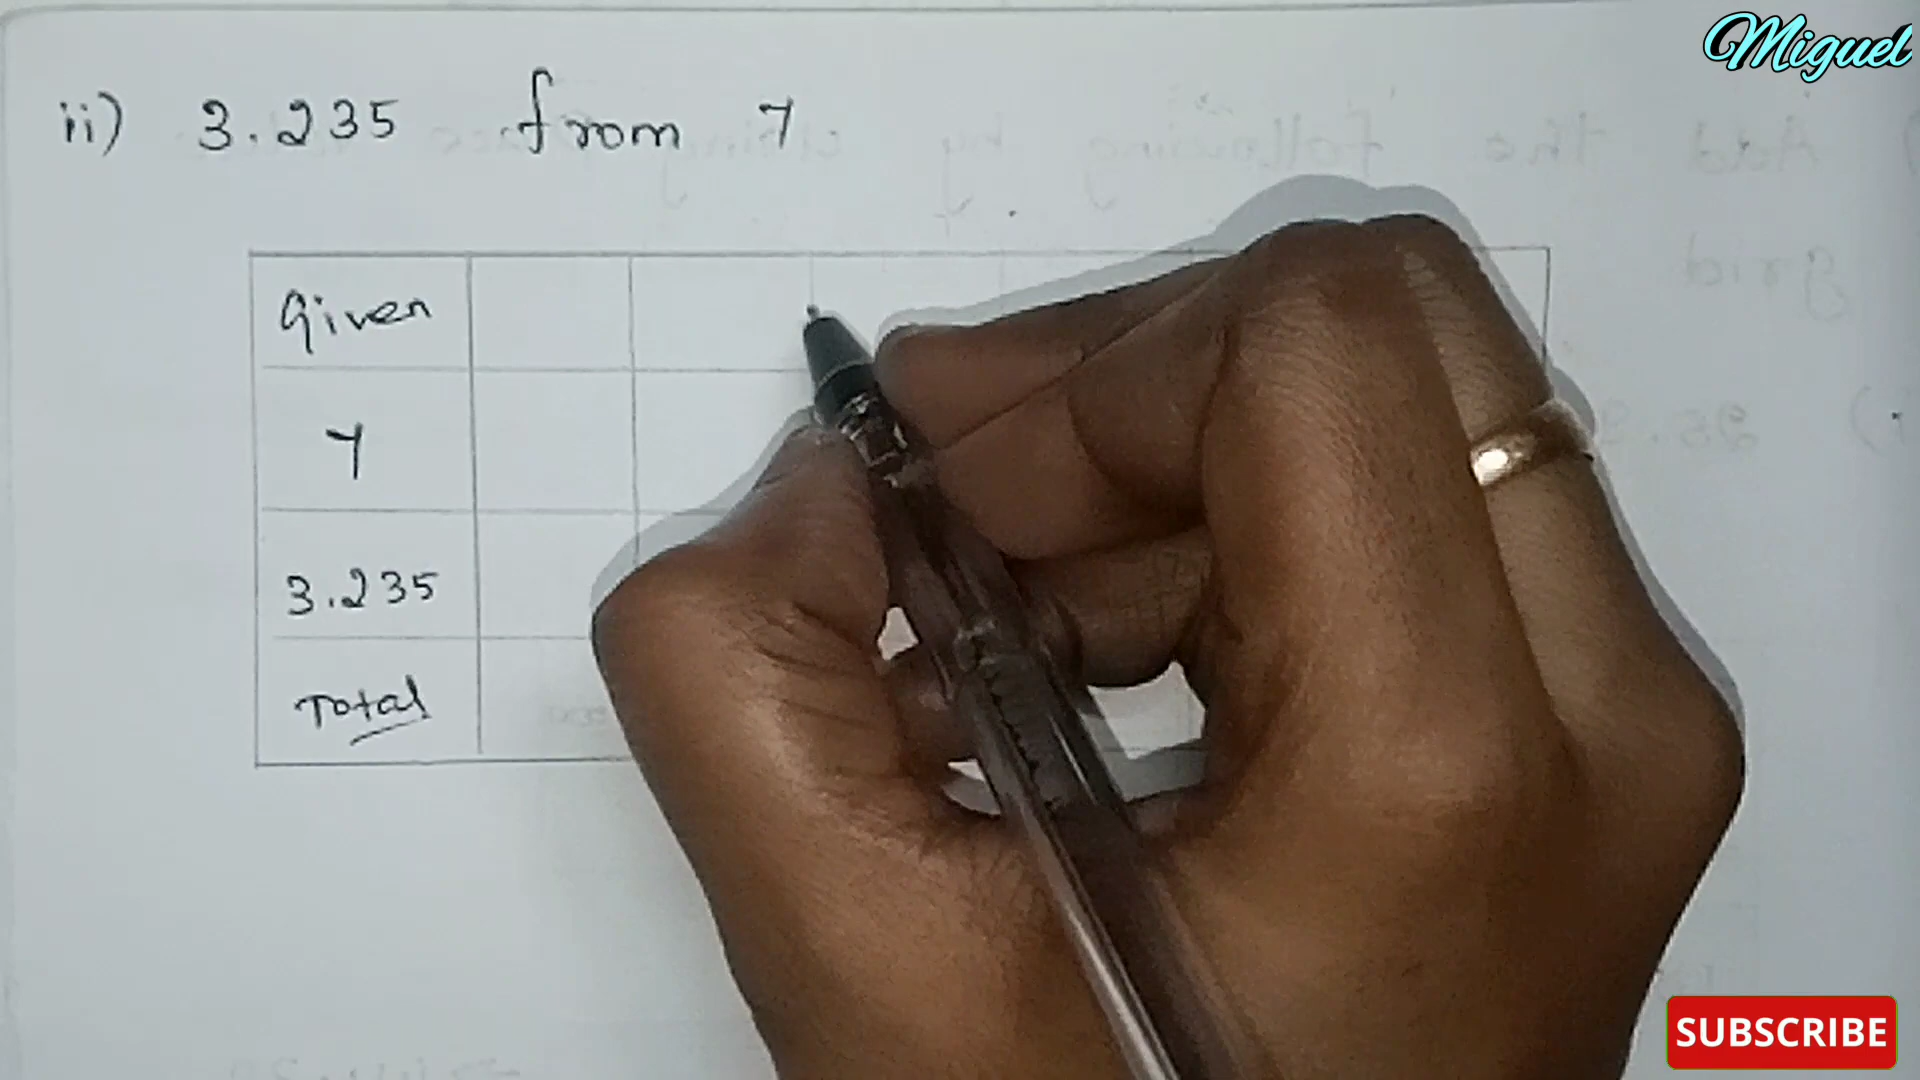 Miguel
ii) 3.235 from 7
Given
7
3.235
Total
SUBSCRIBE